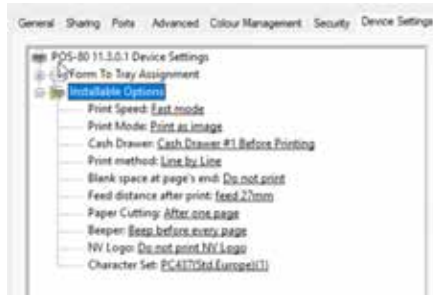 General Sharing Ports Advanced Colour Management Security Device Settings
POS-80 11.3.0.1 Device Settings
Form To Tray Assignment
Installable Options
Print Speed: Fast mode
Print Mode: Print as image
Cash Drawer: Cash Drawer #1 Before Printing
Print method: Line by Line
Blank space at page's end: Do not print
Feed distance after print: feed 27mm
Paper Cutting: After one page
Beeper: Beep before every page
NV Logo: Do not print NV Logo
Character Set: PC437(Std.Europe)(1)